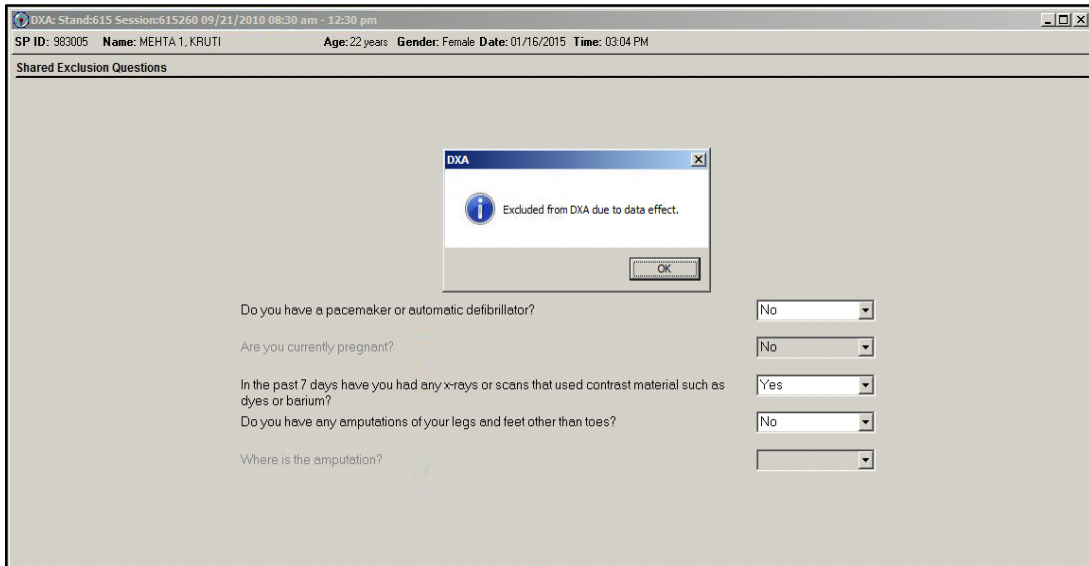 DXA: Stand:615 Session:615260 09/21/2010 08:30 am - 12:30 pm
SP ID: 983005 Name: MEHTA 1, KRUTI Age: 22 years Gender: Female Date: 01/16/2015 Time: 03:04 PM
Shared Exclusion Questions
DXA
Excluded from DXA due to data effect.
OK
Do you have a pacemaker or automatic defibrillator? No
Are you currently pregnant? No
In the past 7 days have you had any x-rays or scans that used contrast material such as Yes
dyes or barium?
Do you have any amputations of your legs and feet other than toes? No
Where is the amputation?